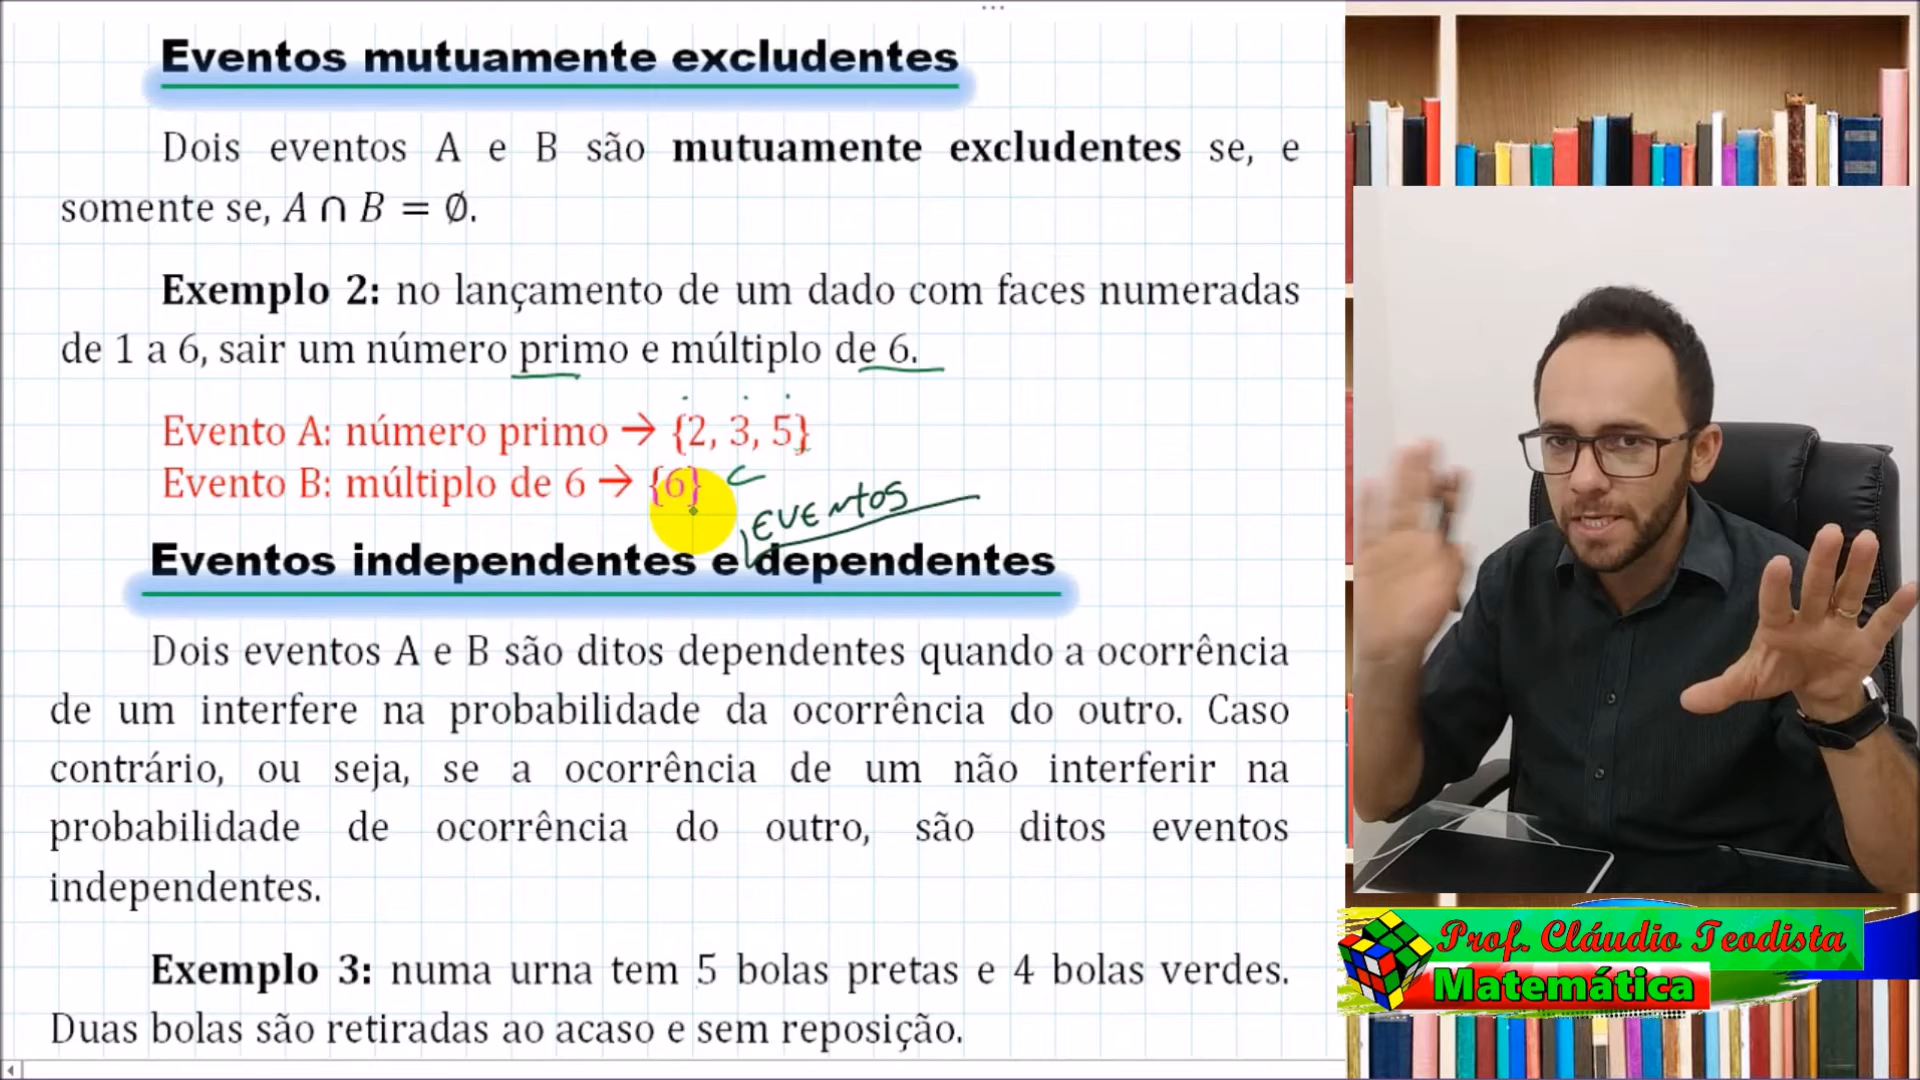 Eventos mutuamente excludentes
Dois eventos A e B são mutuamente excludentes se, e
somente se, A ∩ B = ∅.
Exemplo 2: no lançamento de um dado com faces numeradas
de 1 a 6, sair um número primo e múltiplo de 6.
Evento A: número primo → {2, 3, 5}
Evento B: múltiplo de 6 → {6}
EVENTOS
Eventos independentes e dependentes
Dois eventos A e B são ditos dependentes quando a ocorrência
de um interfere na probabilidade da ocorrência do outro. Caso
contrário, ou seja, se a ocorrência de um não interferir na
probabilidade de ocorrência do outro, são ditos eventos
independentes.
Exemplo 3: numa urna tem 5 bolas pretas e 4 bolas verdes.
Duas bolas são retiradas ao acaso e sem reposição.
Prof. Cláudio Teodista
Matemática